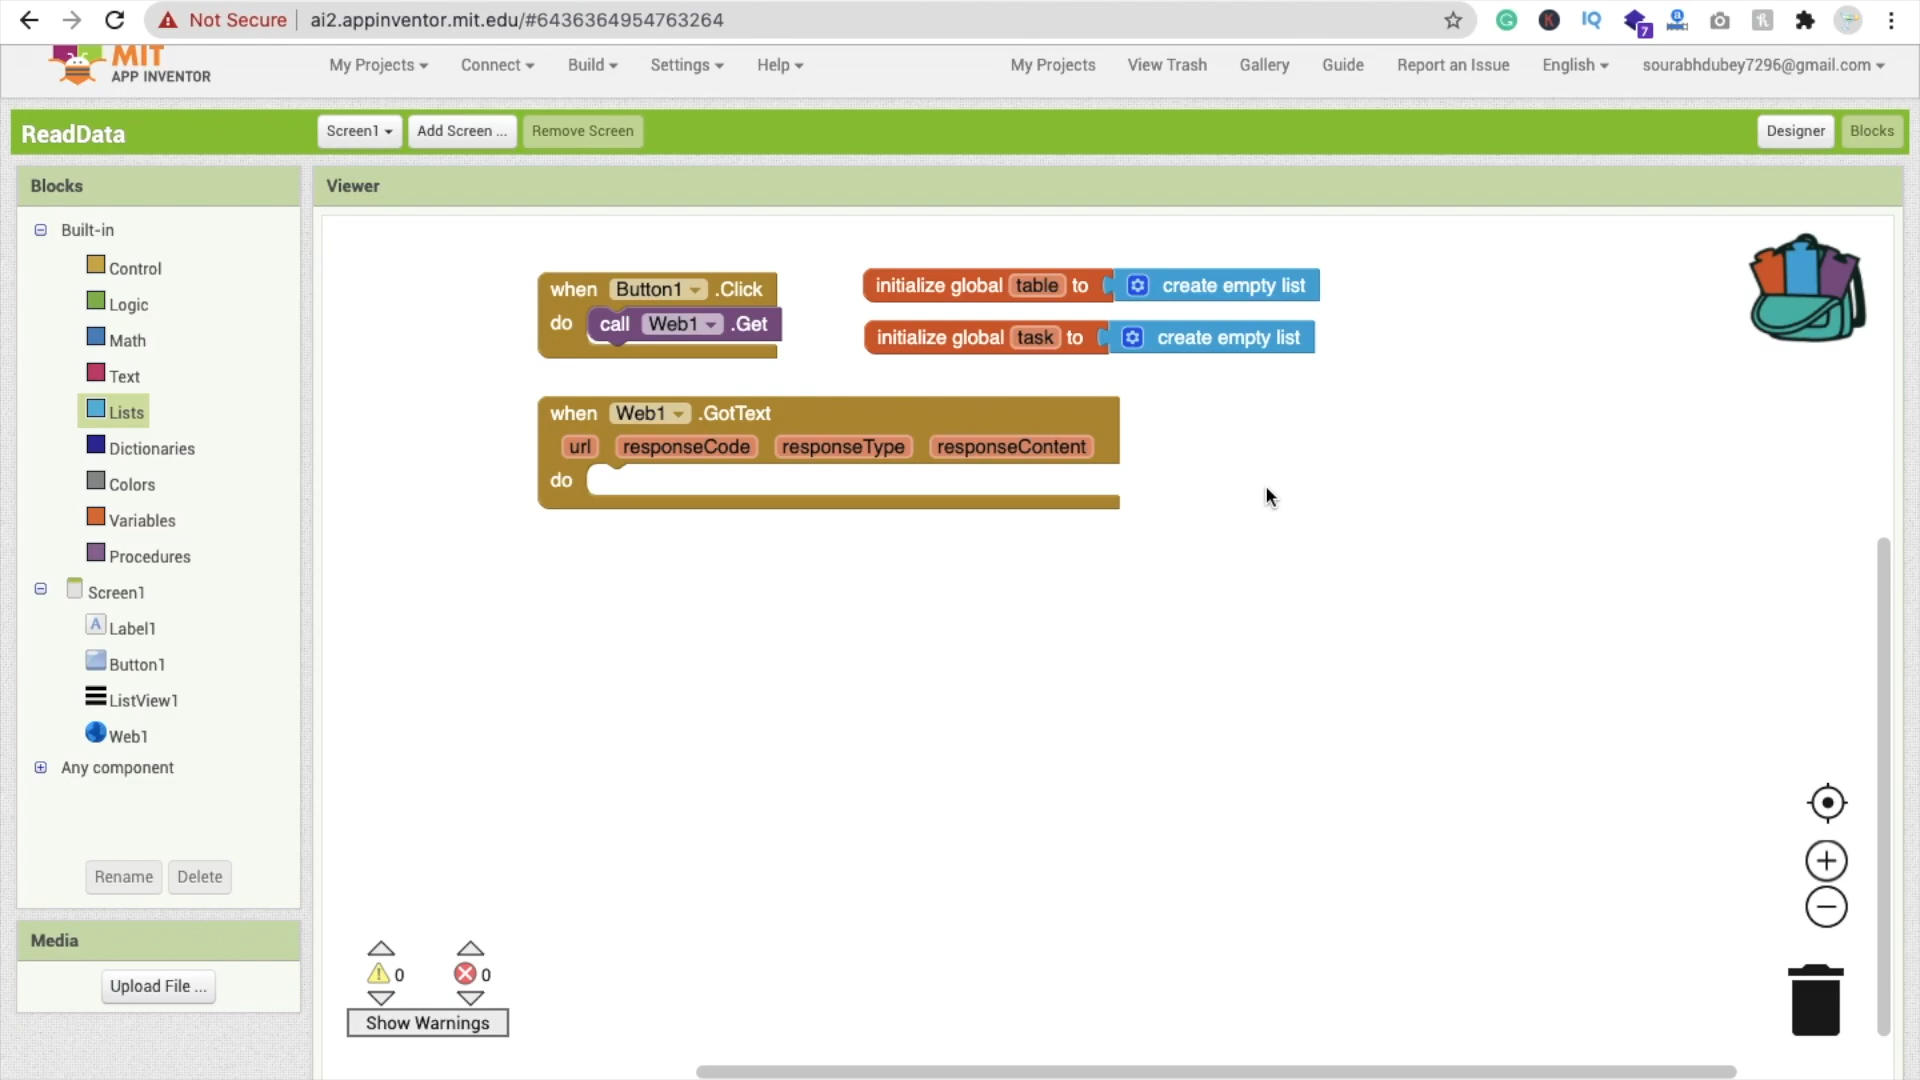 Not Secure ai2.appinventor.mit.edu/#6436364954763264
IQ
7
MIT
APP INVENTOR
My Projects Connect Build Settings Help My Projects View Trash Gallery Guide Report an Issue English sourabhdubey7296@gmail.com
ReadData Screen1 Add Screen ... Remove Screen Designer Blocks
Blocks
Viewer
Built-in
Control
Logic
Math
Text
Lists
Dictionaries
Colors
Variables
Procedures
Screen1
Label1
Button1
ListView1
Web1
Any component
Rename Delete
Media
Upload File ...
when Button1 .Click
do call Web1 .Get
initialize global table to create empty list
initialize global task to create empty list
when Web1 .GotText
url responseCode responseType responseContent
do
0 0
Show Warnings